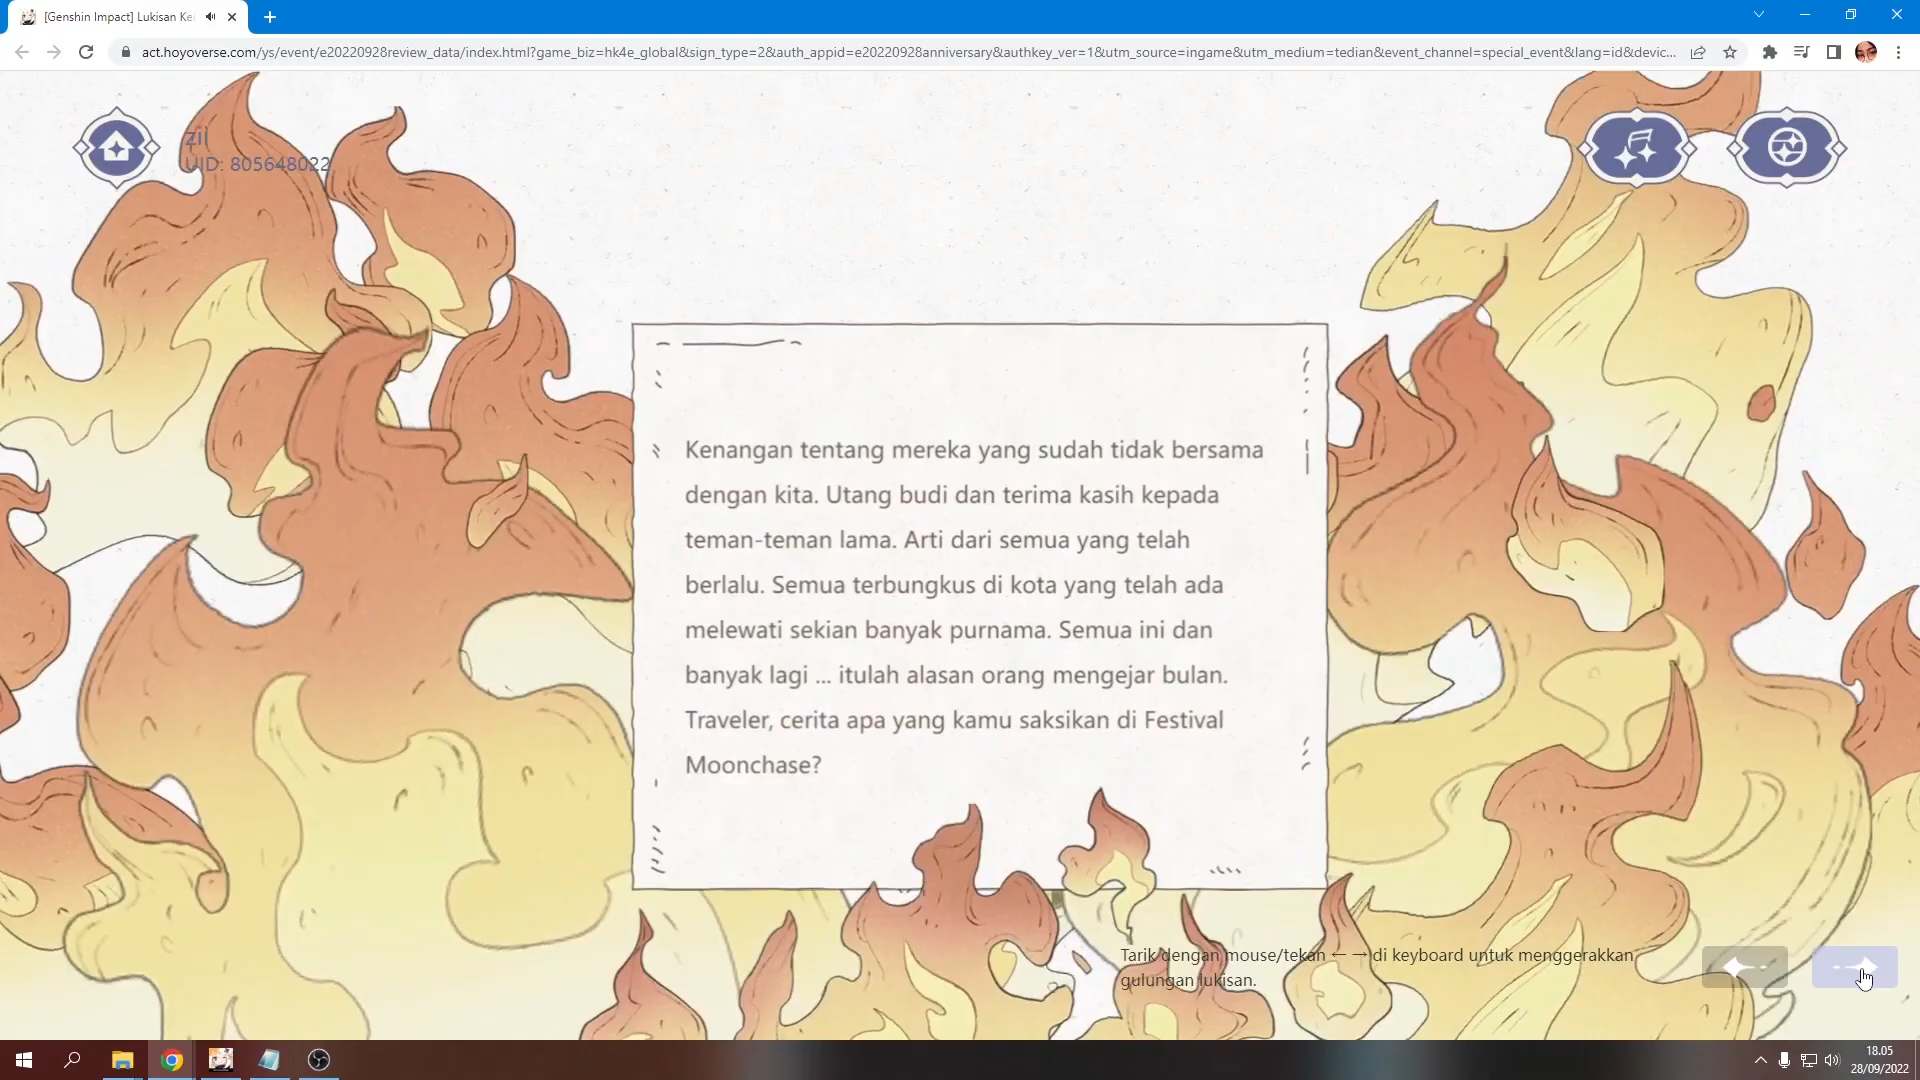 [Genshin Impact] Lukisan Ke
act.hoyoverse.com/ys/event/e20220928review_data/index.html?game_biz=hk4e_global&sign_type=2&auth_appid=e20220928anniversary&authkey_ver=1&utm_source=ingame&utm_medium=tedian&event_channel=special_event&lang=id&devic...
zil
UID: 805648022
Kenangan tentang mereka yang sudah tidak bersama
dengan kita. Utang budi dan terima kasih kepada
teman-teman lama. Arti dari semua yang telah
berlalu. Semua terbungkus di kota yang telah ada
melewati sekian banyak purnama. Semua ini dan
banyak lagi ... itulah alasan orang mengejar bulan.
Traveler, cerita apa yang kamu saksikan di Festival
Moonchase?
Tarik dengan mouse/tekan ←→ di keyboard untuk menggerakkan
gulungan lukisan.
18.05
28/09/2022